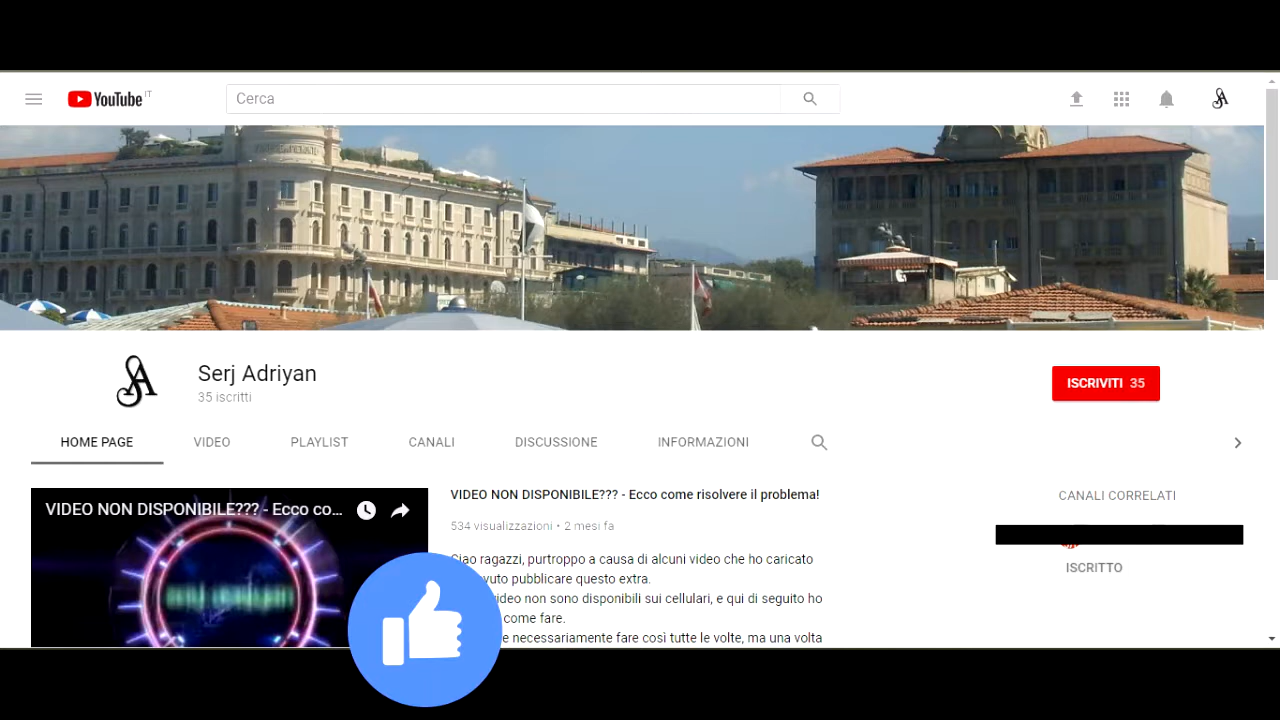 YouTube IT
Cerca
Serj Adriyan
35 iscritti
ISCRIVITI 35
HOME PAGE VIDEO PLAYLIST CANALI DISCUSSIONE INFORMAZIONI
VIDEO NON DISPONIBILE??? - Ecco co...
VIDEO NON DISPONIBILE??? - Ecco come risolvere il problema!
534 visualizzazioni • 2 mesi fa
Ciao ragazzi, purtroppo a causa di alcuni video che ho caricato
pubblicare questo extra.
non sono disponibili sui cellulari, e qui di seguito ho
come fare.
necessariamente fare così tutte le volte, ma una volta
CANALI CORRELATI
ISCRITTO